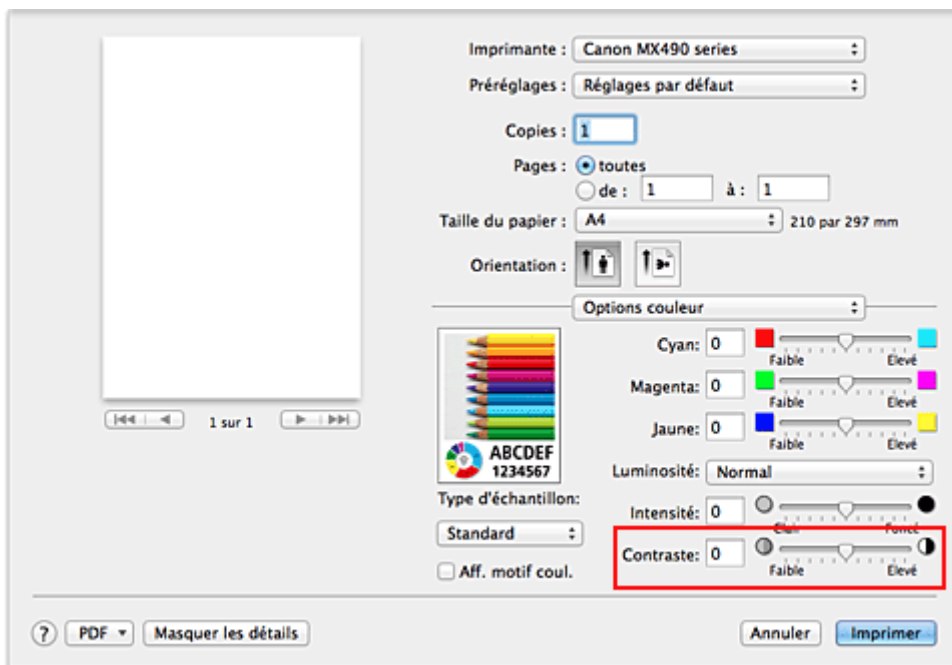 Imprimante : Canon MX490 series
Préréglages : Réglages par défaut
Copies : 1
Pages : toutes
de : 1 à : 1
Taille du papier : A4 210 par 297 mm
Orientation :
Options couleur
Cyan: 0
Faible Elevé
Magenta: 0
Faible Elevé
Jaune: 0
Faible Elevé
Luminosité: Normal
Intensité: 0
Clair Foncé
Contraste: 0
Faible Elevé
ABCDEF
1234567
Type d'échantillon:
Standard
Aff. motif coul.
1 sur 1
? PDF Masquer les détails Annuler Imprimer